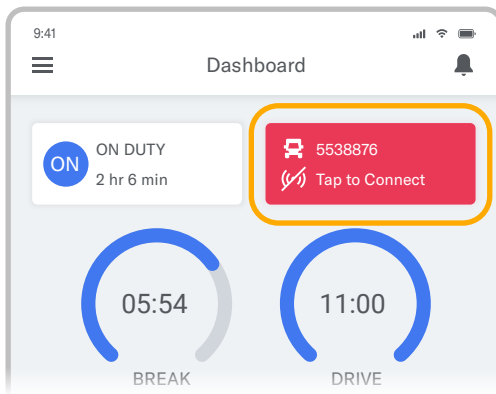 9:41
Dashboard
ON
ON DUTY
2 hr 6 min
5538876
Tap to Connect
05:54
BREAK
11:00
DRIVE